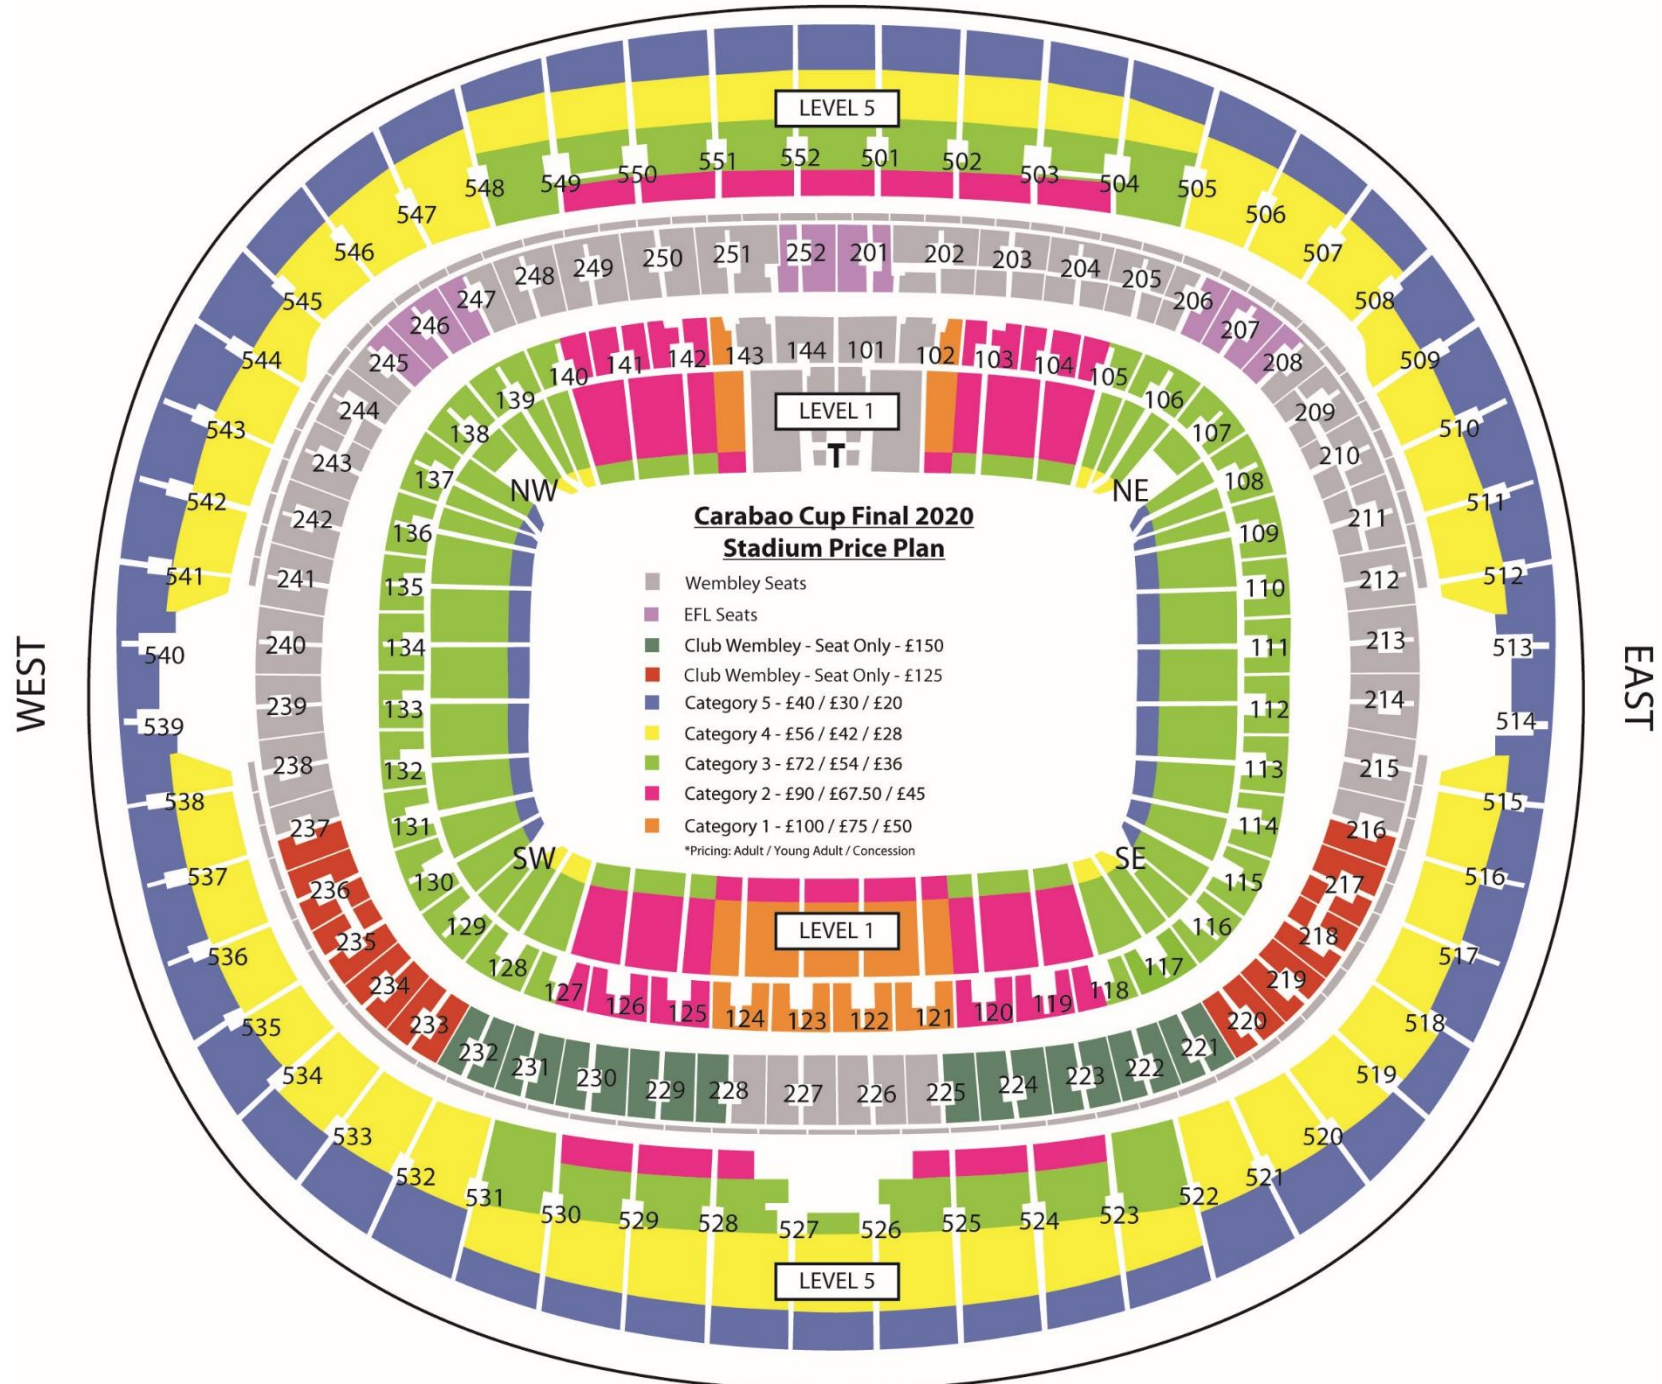 LEVEL 5
548 549 550 551 552 501 502 503 504 505
547 506
546 507
545 508
544 509
543 510
542 511
541 512
540 513
539 514
538 515
537 516
536 517
535 518
534 519
533 520
532 521
531 530 529 528 527 526 525 524 523 522
LEVEL 5
247 248 249 250 251 252 201 202 203 204 205 206
246 207
245 208
244 209
243 210
242 211
241 212
240 213
239 214
238 215
237 216
236 217
235 218
234 219
233 220
232 231 230 229 228 227 226 225 224 223 222 221
140 141 142 143 144 101 102 103 104 105
139 106
138 107
137 108
136 109
135 110
134 111
133 112
132 113
131 114
130 115
129 116
128 117
127 126 125 124 123 122 121 120 119 118
LEVEL 1
T
NW
NE
WEST
EAST
Carabao Cup Final 2020
Stadium Price Plan
Wembley Seats
EFL Seats
Club Wembley - Seat Only - £150
Club Wembley - Seat Only - £125
Category 5 - £40 / £30 / £20
Category 4 - £56 / £42 / £28
Category 3 - £72 / £54 / £36
Category 2 - £90 / £67.50 / £45
Category 1 - £100 / £75 / £50
*Pricing: Adult / Young Adult / Concession
SW
SE
LEVEL 1